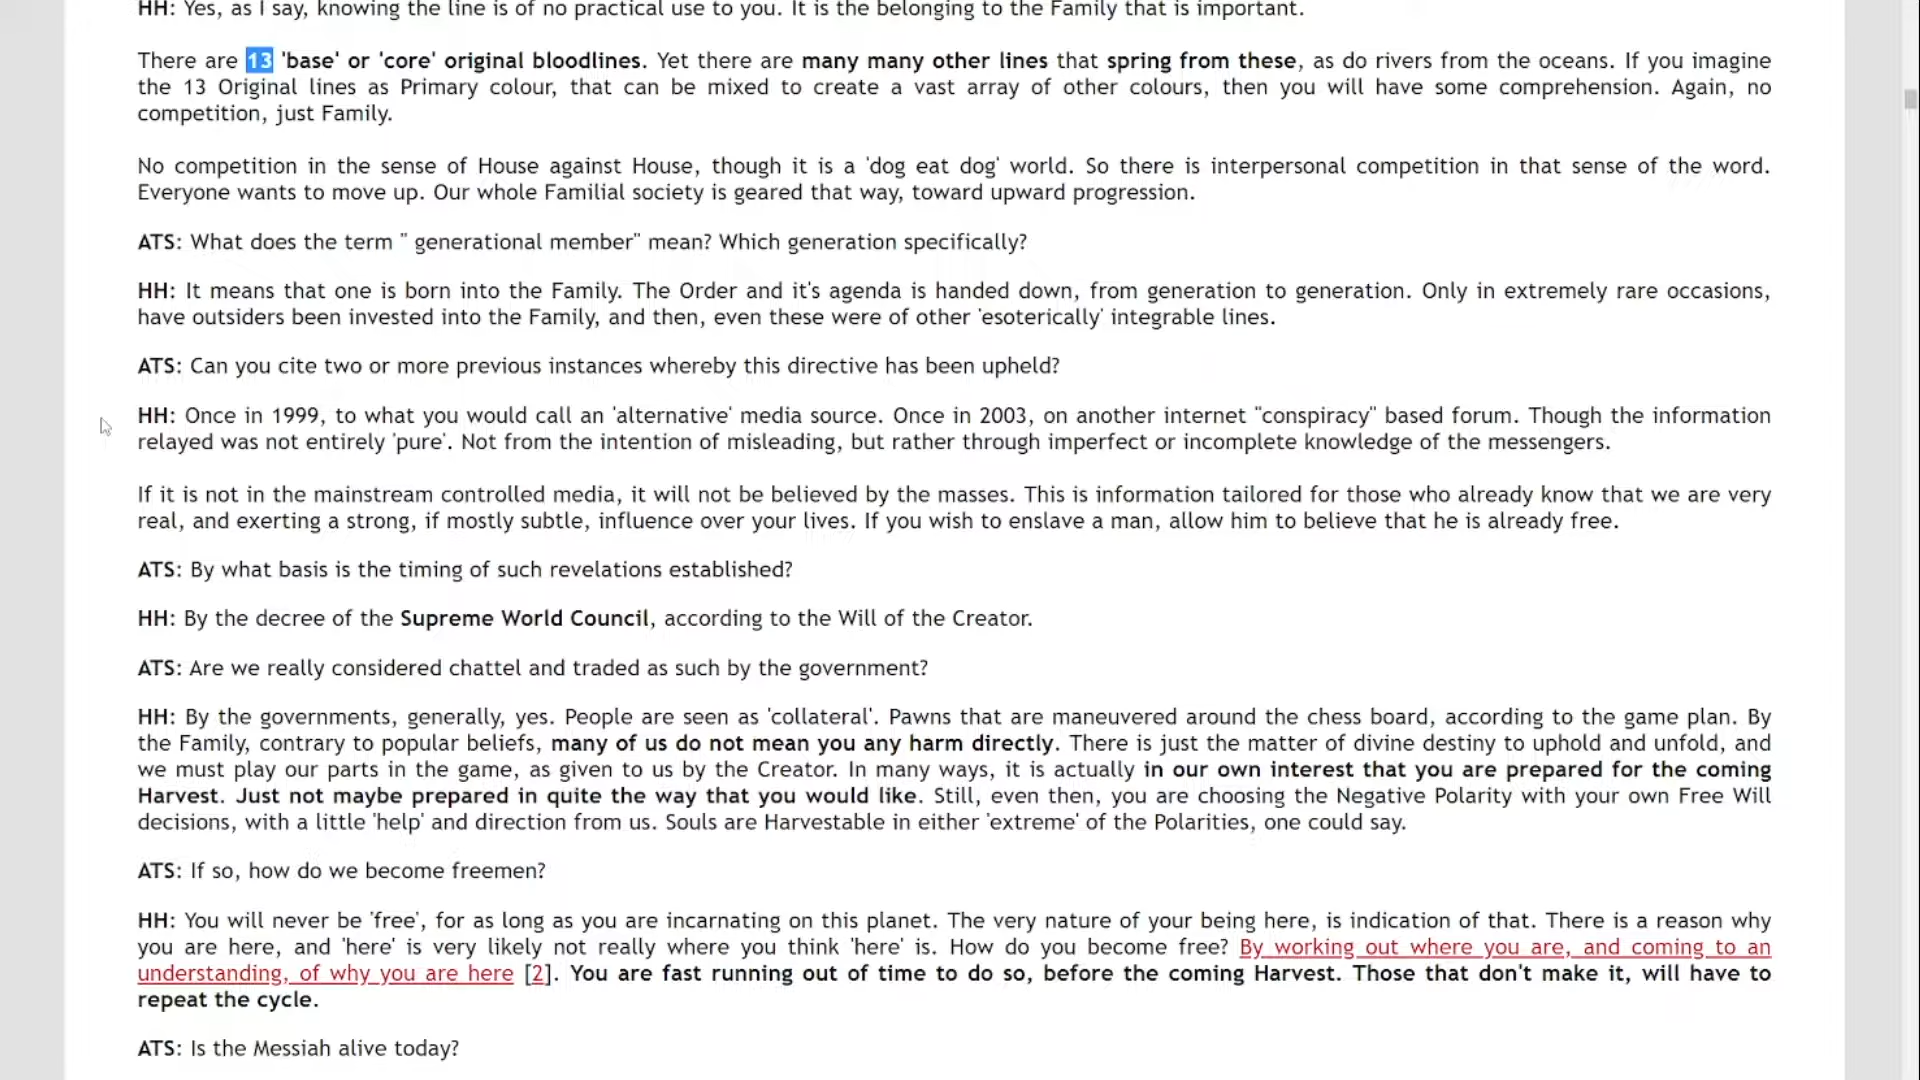 HH: Yes, as I say, knowing the line is of no practical use to you. It is the belonging to the Family that is important.
There are 13 'base' or 'core' original bloodlines. Yet there are many many other lines that spring from these, as do rivers from the oceans. If you imagine
the 13 Original lines as Primary colour, that can be mixed to create a vast array of other colours, then you will have some comprehension. Again, no
competition, just Family.
No competition in the sense of House against House, though it is a 'dog eat dog' world. So there is interpersonal competition in that sense of the word.
Everyone wants to move up. Our whole Familial society is geared that way, toward upward progression.
ATS: What does the term " generational member" mean? Which generation specifically?
HH: It means that one is born into the Family. The Order and it's agenda is handed down, from generation to generation. Only in extremely rare occasions,
have outsiders been invested into the Family, and then, even these were of other 'esoterically' integrable lines.
ATS: Can you cite two or more previous instances whereby this directive has been upheld?
HH: Once in 1999, to what you would call an 'alternative' media source. Once in 2003, on another internet "conspiracy" based forum. Though the information
relayed was not entirely 'pure'. Not from the intention of misleading, but rather through imperfect or incomplete knowledge of the messengers.
If it is not in the mainstream controlled media, it will not be believed by the masses. This is information tailored for those who already know that we are very
real, and exerting a strong, if mostly subtle, influence over your lives. If you wish to enslave a man, allow him to believe that he is already free.
ATS: By what basis is the timing of such revelations established?
HH: By the decree of the Supreme World Council, according to the Will of the Creator.
ATS: Are we really considered chattel and traded as such by the government?
HH: By the governments, generally, yes. People are seen as 'collateral'. Pawns that are maneuvered around the chess board, according to the game plan. By
the Family, contrary to popular beliefs, many of us do not mean you any harm directly. There is just the matter of divine destiny to uphold and unfold, and
we must play our parts in the game, as given to us by the Creator. In many ways, it is actually in our own interest that you are prepared for the coming
Harvest. Just not maybe prepared in quite the way that you would like. Still, even then, you are choosing the Negative Polarity with your own Free Will
decisions, with a little 'help' and direction from us. Souls are Harvestable in either 'extreme' of the Polarities, one could say.
ATS: If so, how do we become freemen?
HH: You will never be 'free', for as long as you are incarnating on this planet. The very nature of your being here, is indication of that. There is a reason why
you are here, and 'here' is very likely not really where you think 'here' is. How do you become free? By working out where you are, and coming to an
understanding, of why you are here [2]. You are fast running out of time to do so, before the coming Harvest. Those that don't make it, will have to
repeat the cycle.
ATS: Is the Messiah alive today?